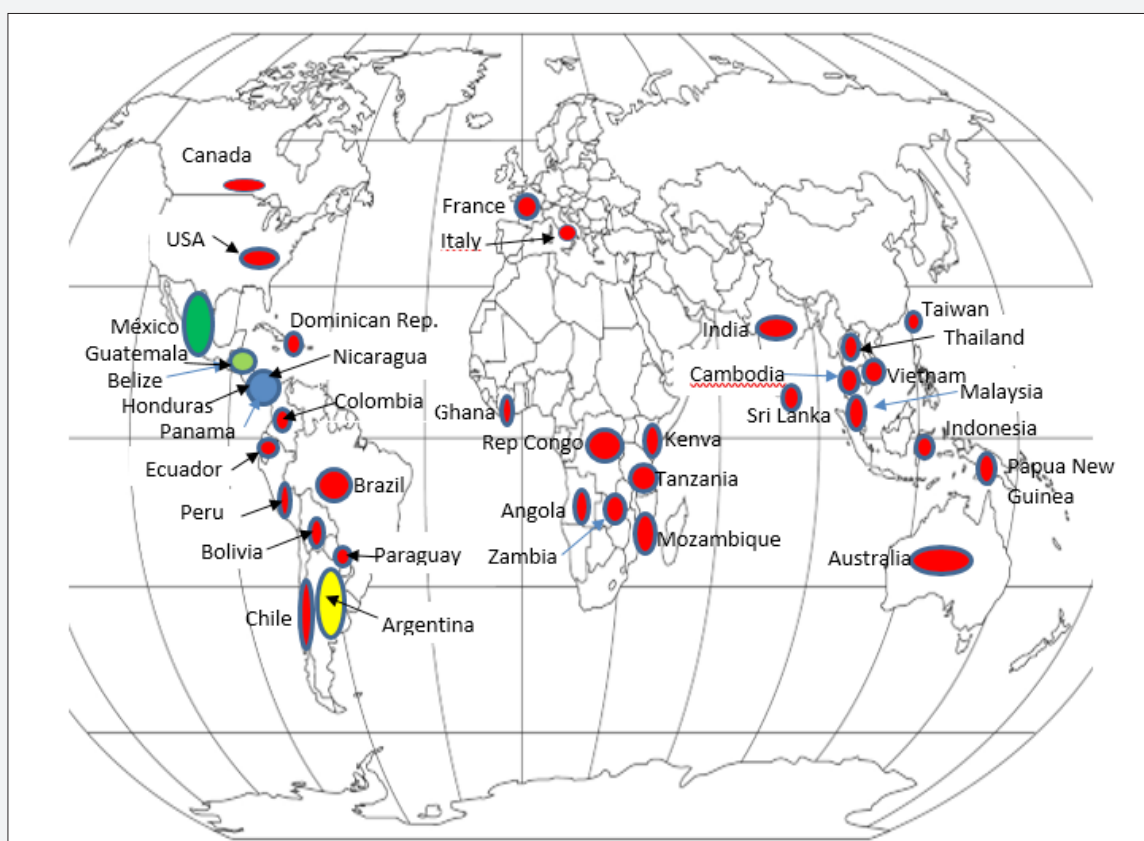 Canada
France
USA
Italy
Taiwan
México
Dominican Rep.
India
Thailand
Guatemala
Nicaragua
Belize
Cambodia
Vietnam
Malaysia
Honduras
Colombia
Ghana
Sri Lanka
Panama
Indonesia
Rep Congo
Kenva
Ecuador
Brazil
Tanzania
Papua New
Guinea
Peru
Angola
Mozambique
Bolivia
Paraguay
Zambia
Australia
Chile
Argentina